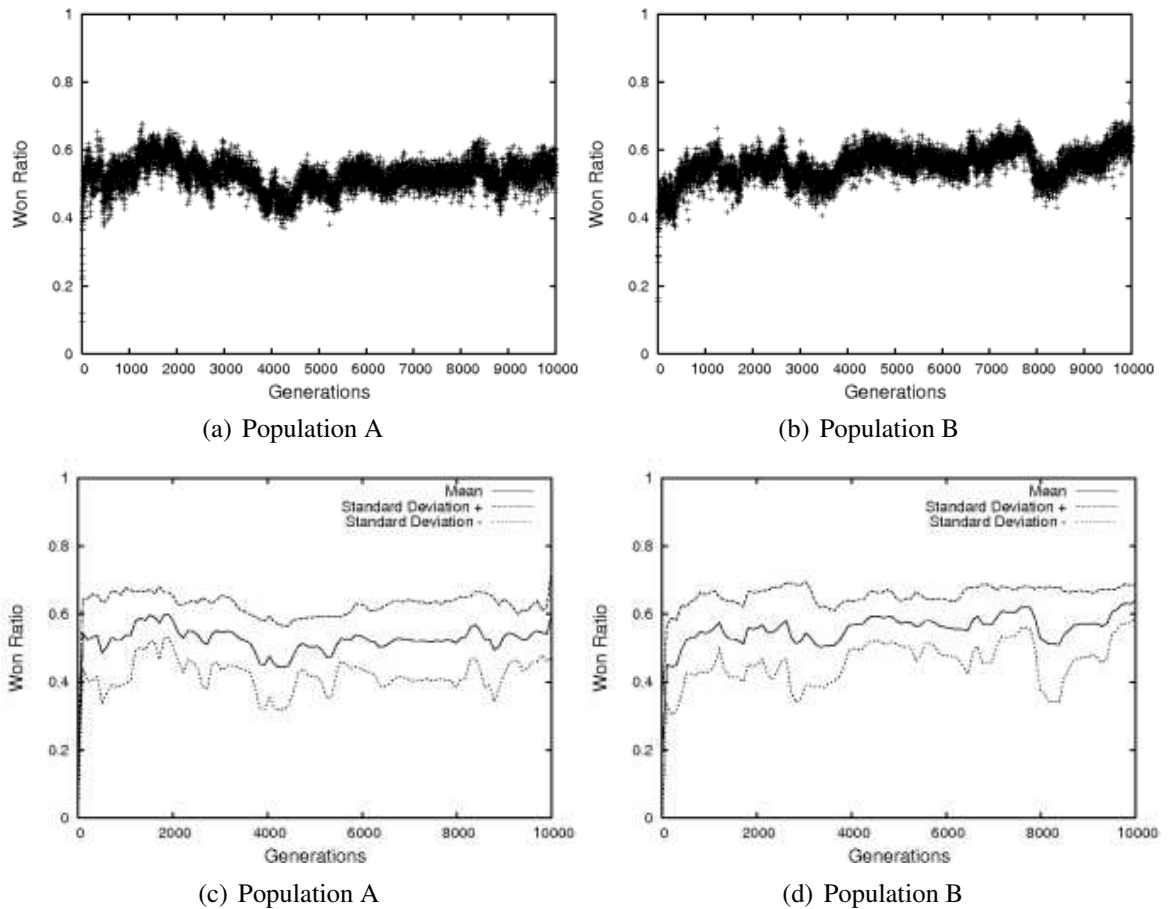 1
0.8
0.6
0.4
0.2
0
Won Ratio
0 1000 2000 3000 4000 5000 6000 7000 8000 9000 10000
Generations
(a) Population A
1
0.8
0.6
0.4
0.2
0
Won Ratio
0 1000 2000 3000 4000 5000 6000 7000 8000 9000 10000
Generations
(b) Population B
1
0.8
0.6
0.4
0.2
0
Won Ratio
Mean
Standard Deviation +
Standard Deviation -
0 2000 4000 6000 8000 10000
Generations
(c) Population A
1
0.8
0.6
0.4
0.2
0
Won Ratio
Mean
Standard Deviation +
Standard Deviation -
0 2000 4000 6000 8000 10000
Generations
(d) Population B